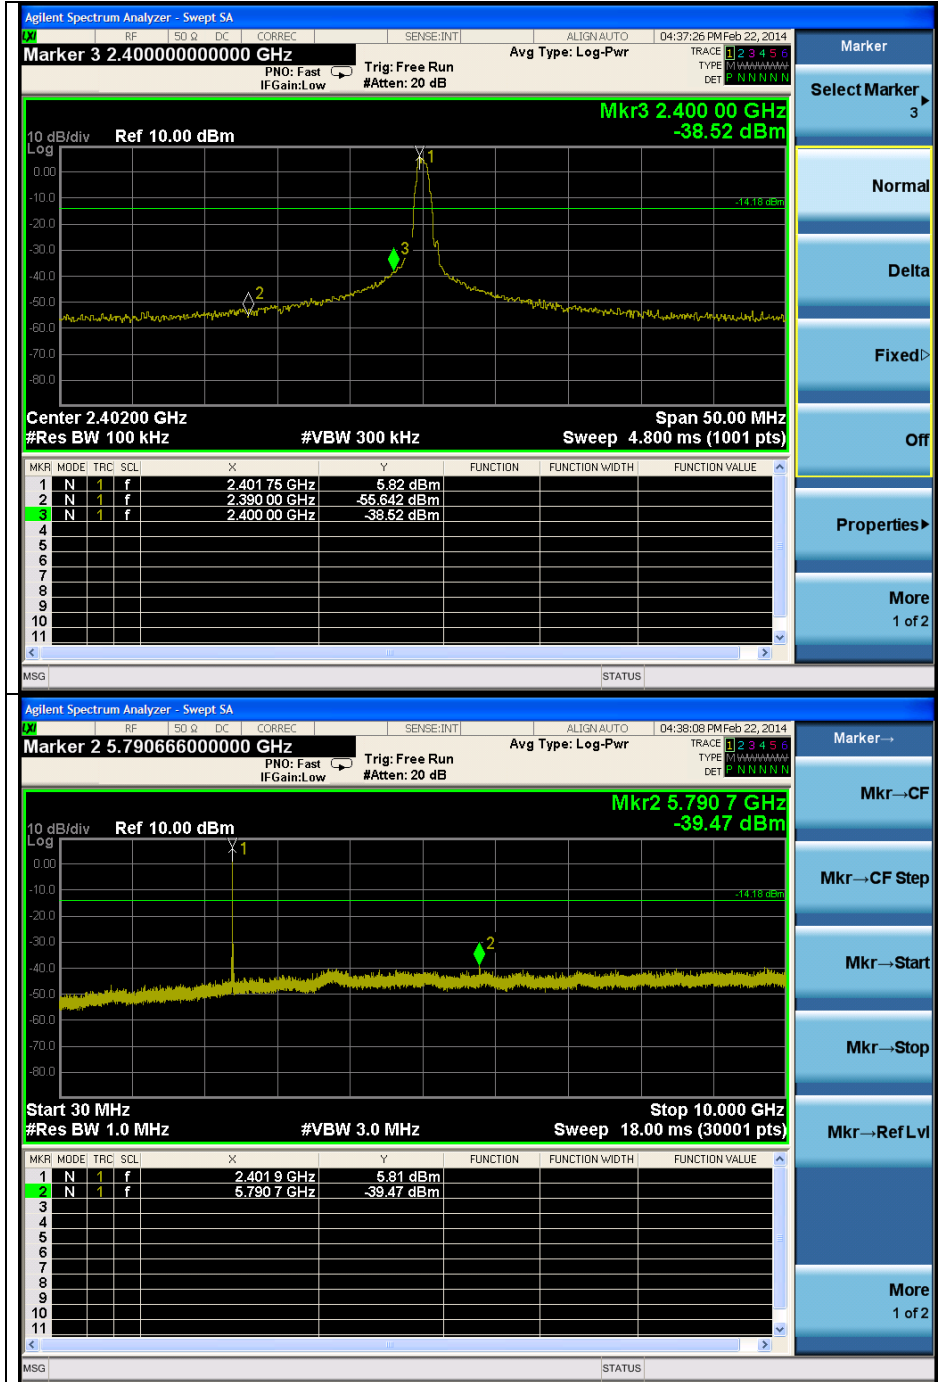 Agilent Spectrum Analyzer - Swept SA
LXI RF 50 Ω DC CORREC SENSE:INT ALIGN AUTO 04:37:26 PM Feb 22, 2014
Marker 3 2.400000000000 GHz
PNO: Fast
IFGain:Low
Trig: Free Run
#Atten: 20 dB
Avg Type: Log-Pwr
TRACE 1 2 3 4 5 6
TYPE M WWWWW
DET P N N N N N
Mkr3 2.400 00 GHz
-38.52 dBm
10 dB/div Ref 10.00 dBm
Log
0.00
-10.0
-20.0
-30.0
-40.0
-50.0
-60.0
-70.0
-80.0
1
-14.18 dBm
3
2
Center 2.40200 GHz Span 50.00 MHz
#Res BW 100 kHz #VBW 300 kHz Sweep 4.800 ms (1001 pts)
MKR MODE TRC SCL X Y FUNCTION FUNCTION WIDTH FUNCTION VALUE
1 N 1 f 2.401 75 GHz 5.82 dBm
2 N 1 f 2.390 00 GHz -55.642 dBm
3 N 1 f 2.400 00 GHz -38.52 dBm
4
5
6
7
8
9
10
11
MSG STATUS
Marker
Select Marker
3
Normal
Delta
Fixed
Off
Properties
More
1 of 2
Agilent Spectrum Analyzer - Swept SA
LXI RF 50 Ω DC CORREC SENSE:INT ALIGN AUTO 04:38:08 PM Feb 22, 2014
Marker 2 5.790666000000 GHz
PNO: Fast
IFGain:Low
Trig: Free Run
#Atten: 20 dB
Avg Type: Log-Pwr
TRACE 1 2 3 4 5 6
TYPE M WWWWW
DET P N N N N N
Mkr2 5.790 7 GHz
-39.47 dBm
10 dB/div Ref 10.00 dBm
Log
0.00
-10.0
-20.0
-30.0
-40.0
-50.0
-60.0
-70.0
-80.0
1
-14.18 dBm
2
Start 30 MHz Stop 10.000 GHz
#Res BW 1.0 MHz #VBW 3.0 MHz Sweep 18.00 ms (30001 pts)
MKR MODE TRC SCL X Y FUNCTION FUNCTION WIDTH FUNCTION VALUE
1 N 1 f 2.401 9 GHz 5.81 dBm
2 N 1 f 5.790 7 GHz -39.47 dBm
3
4
5
6
7
8
9
10
11
MSG STATUS
Marker→
Mkr→CF
Mkr→CF Step
Mkr→Start
Mkr→Stop
Mkr→Ref Lvl
More
1 of 2